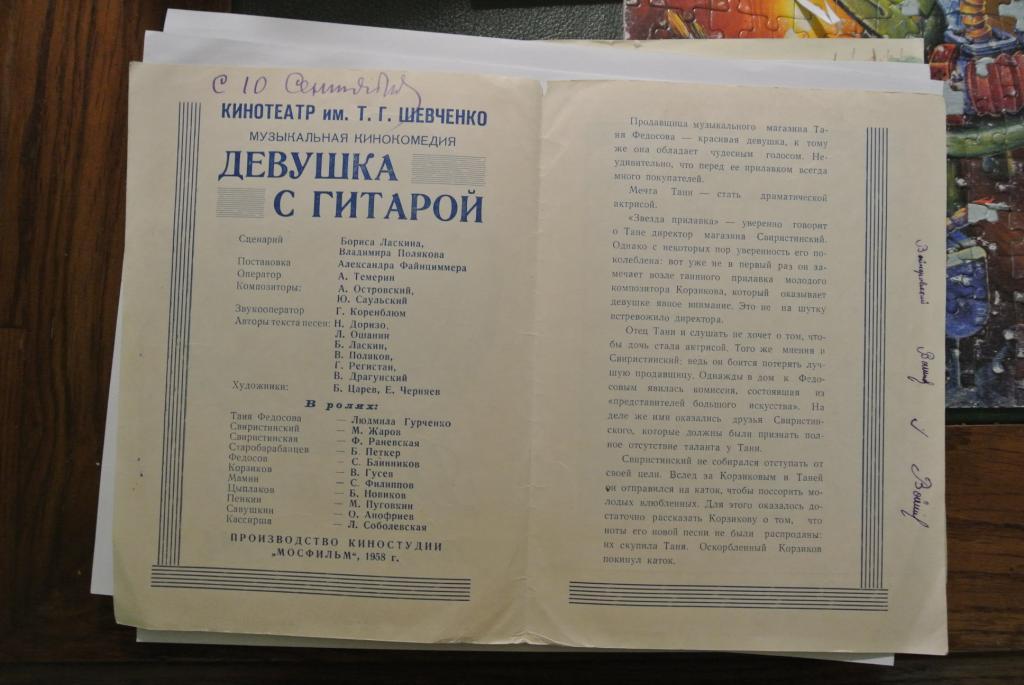 С 10 Сентября
КИНОТЕАТР им. Т. Г. ШЕВЧЕНКО
МУЗЫКАЛЬНАЯ КИНОКОМЕДИЯ
ДЕВУШКА
С ГИТАРОЙ
Сценарий Бориса Ласкина,
Владимира Полякова
Постановка Александра Файнциммера
Оператор А. Темерин
Композиторы: А. Островский,
Ю. Саульский
Звукооператор Г. Коренблюм
Авторы текста песен: Н. Доризо,
Л. Ошанин
Б. Ласкин,
В. Поляков,
Г. Регистан,
В. Драгунский
Художники: Б. Царев, Е. Черняев
В ролях:
Таня Федосова — Людмила Гурченко
Свиристинский — М. Жаров
Свиристинская — Ф. Раневская
Старобарабанцев — Б. Петкер
Федосов — С. Блинников
Корзиков — В. Гусев
Мамин — С. Филиппов
Цыплаков — Б. Новиков
Пенкин — М. Пуговкин
Савушкин — О. Анофриев
Кассирша — Л. Соболевская
ПРОИЗВОДСТВО КИНОСТУДИИ
„МОСФИЛЬМ“, 1958 г.
Продавщица музыкального магазина Та-
ня Федосова — красивая девушка, к тому
же она обладает чудесным голосом. Не-
удивительно, что перед ее прилавком всегда
много покупателей.
Мечта Тани — стать драматической
актрисой.
«Звезда прилавка» — уверенно говорит
о Тане директор магазина Свиристинский.
Однако с некоторых пор уверенность его по-
колеблена: вот уже не в первый раз он за-
мечает возле таниного прилавка молодого
композитора Корзикова, который оказывает
девушке явное внимание. Это не на шутку
встревожило директора.
Отец Тани и слушать не хочет о том, что-
бы дочь стала актрисой. Того же мнения и
Свиристинский: ведь он боится потерять луч-
шую продавщицу. Однажды в дом к Федо-
совым явилась комиссия, состоявшая из
«представителей большого искусства». На
деле же ими оказались друзья Свиристин-
ского, которые должны были признать пол-
ное отсутствие таланта у Тани.
Свиристинский не собирался отступать от
своей цели. Вслед за Корзиковым и Таней
он отправился на каток, чтобы поссорить мо-
лодых влюбленных. Для этого оказалось до-
статочно рассказать Корзикову о том, что
ноты его новой песни не были распроданы:
их скупила Таня. Оскорбленный Корзиков
покинул каток.